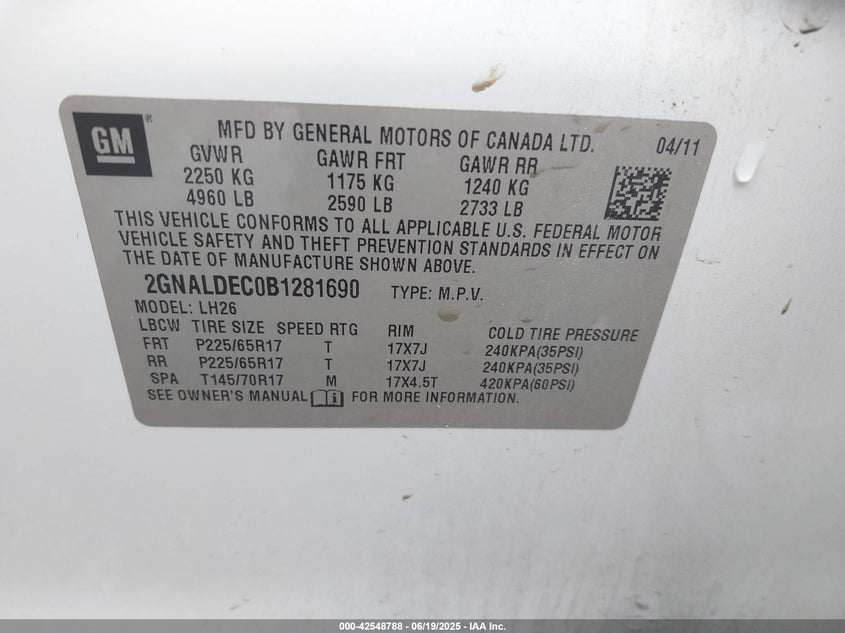 GM ®
MFD BY GENERAL MOTORS OF CANADA LTD. 04/11
GVWR GAWR FRT GAWR RR
2250 KG 1175 KG 1240 KG
4960 LB 2590 LB 2733 LB
THIS VEHICLE CONFORMS TO ALL APPLICABLE U.S. FEDERAL MOTOR
VEHICLE SAFETY AND THEFT PREVENTION STANDARDS IN EFFECT ON
THE DATE OF MANUFACTURE SHOWN ABOVE.
2GNALDEC0B1281690 TYPE: M.P.V.
MODEL: LH26
LBCW TIRE SIZE SPEED RTG RIM COLD TIRE PRESSURE
FRT P225/65R17 T 17X7J 240KPA(35PSI)
RR P225/65R17 T 17X7J 240KPA(35PSI)
SPA T145/70R17 M 17X4.5T 420KPA(60PSI)
SEE OWNER'S MANUAL i FOR MORE INFORMATION.
000-42548788 - 06/19/2025 - IAA Inc.